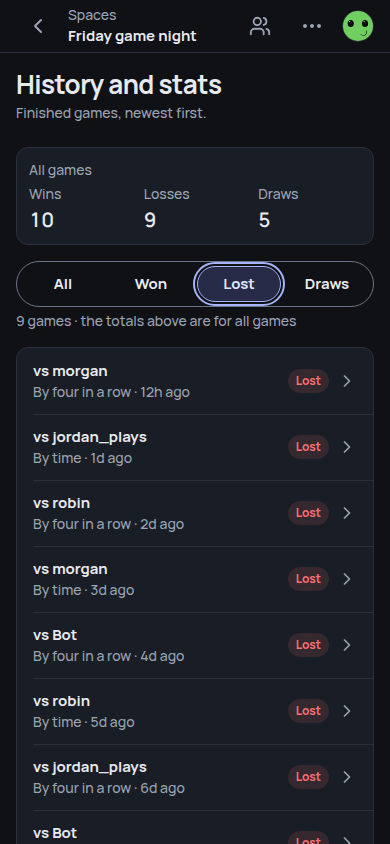 Spaces
Friday game night
History and stats
Finished games, newest first.
All games
Wins Losses Draws
10 9 5
All Won Lost Draws
9 games · the totals above are for all games
vs morgan
By four in a row · 12h ago
Lost
vs jordan_plays
By time · 1d ago
Lost
vs robin
By four in a row · 2d ago
Lost
vs morgan
By time · 3d ago
Lost
vs Bot
By four in a row · 4d ago
Lost
vs robin
By time · 5d ago
Lost
vs jordan_plays
By four in a row · 6d ago
Lost
vs Bot
Lost